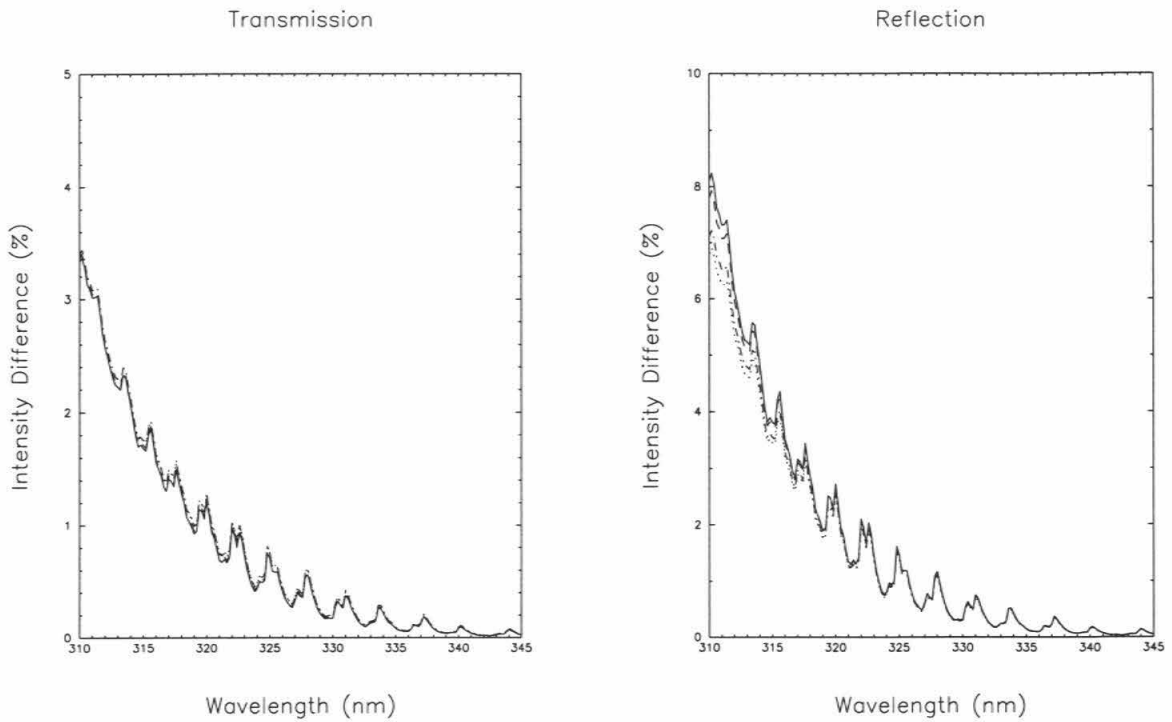 Transmission
Intensity Difference (%)
5
4
3
2
1
0
310 315 320 325 330 335 340 345
Wavelength (nm)
Reflection
Intensity Difference (%)
10
8
6
4
2
0
310 315 320 325 330 335 340 345
Wavelength (nm)